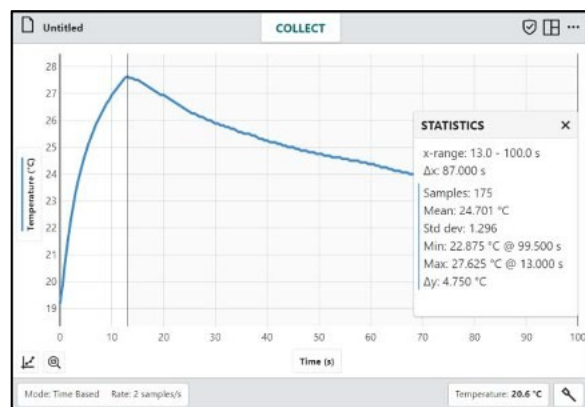 Untitled
COLLECT
28
27
26
25
24
23
22
21
20
19
Temperature (°C)
0
10
20
30
40
50
60
70
80
90
100
Time (s)
STATISTICS
x-range: 13.0 - 100.0 s
Δx: 87.000 s
Samples: 175
Mean: 24.701 °C
Std dev: 1.296
Min: 22.875 °C @ 99.500 s
Max: 27.625 °C @ 13.000 s
Δy: 4.750 °C
Mode: Time Based Rate: 2 samples/s
Temperature: 20.6 °C